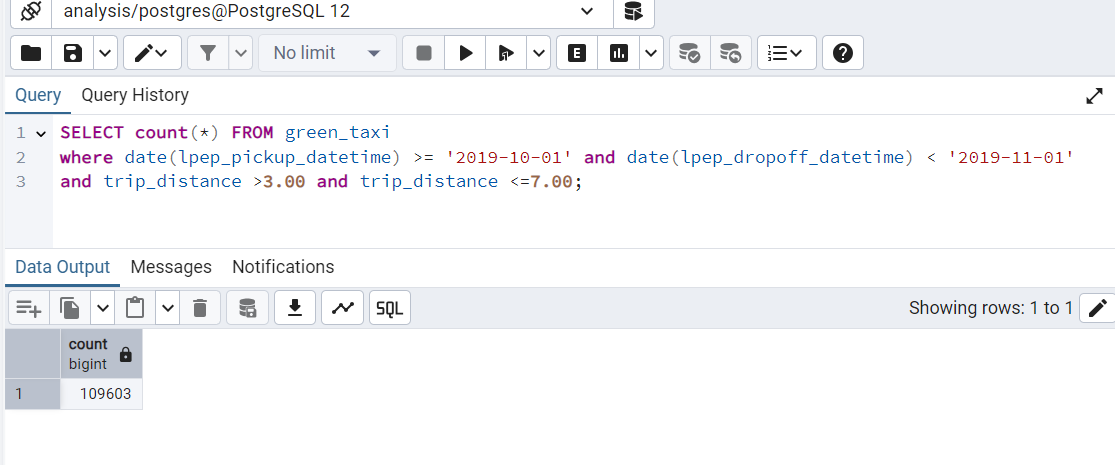 analysis/postgres@PostgreSQL 12
No limit
E
Query Query History
1 SELECT count(*) FROM green_taxi
2 where date(lpep_pickup_datetime) >= '2019-10-01' and date(lpep_dropoff_datetime) < '2019-11-01'
3 and trip_distance >3.00 and trip_distance <=7.00;
Data Output Messages Notifications
SQL Showing rows: 1 to 1
count
bigint
1 109603